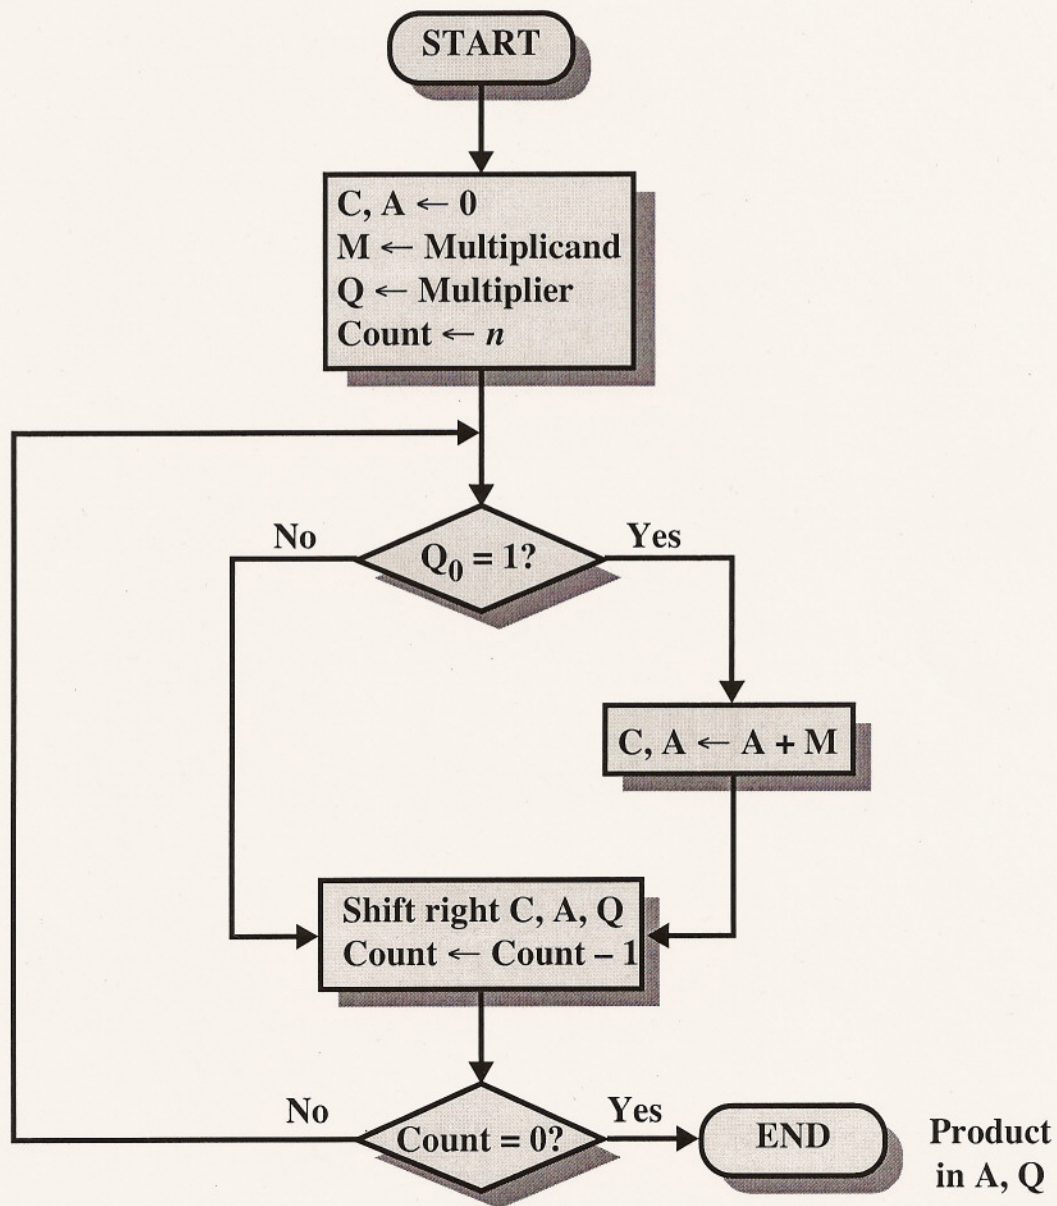 START
C, A ← 0
M ← Multiplicand
Q ← Multiplier
Count ← n
No
Yes
Q₀ = 1?
C, A ← A + M
Shift right C, A, Q
Count ← Count – 1
No
Yes
Count = 0?
END
Product
in A, Q